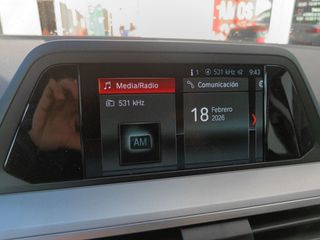 1 531 kHz 9:43
Media/Radio
Comunicación
531 kHz
18 Febrero
2026
AM